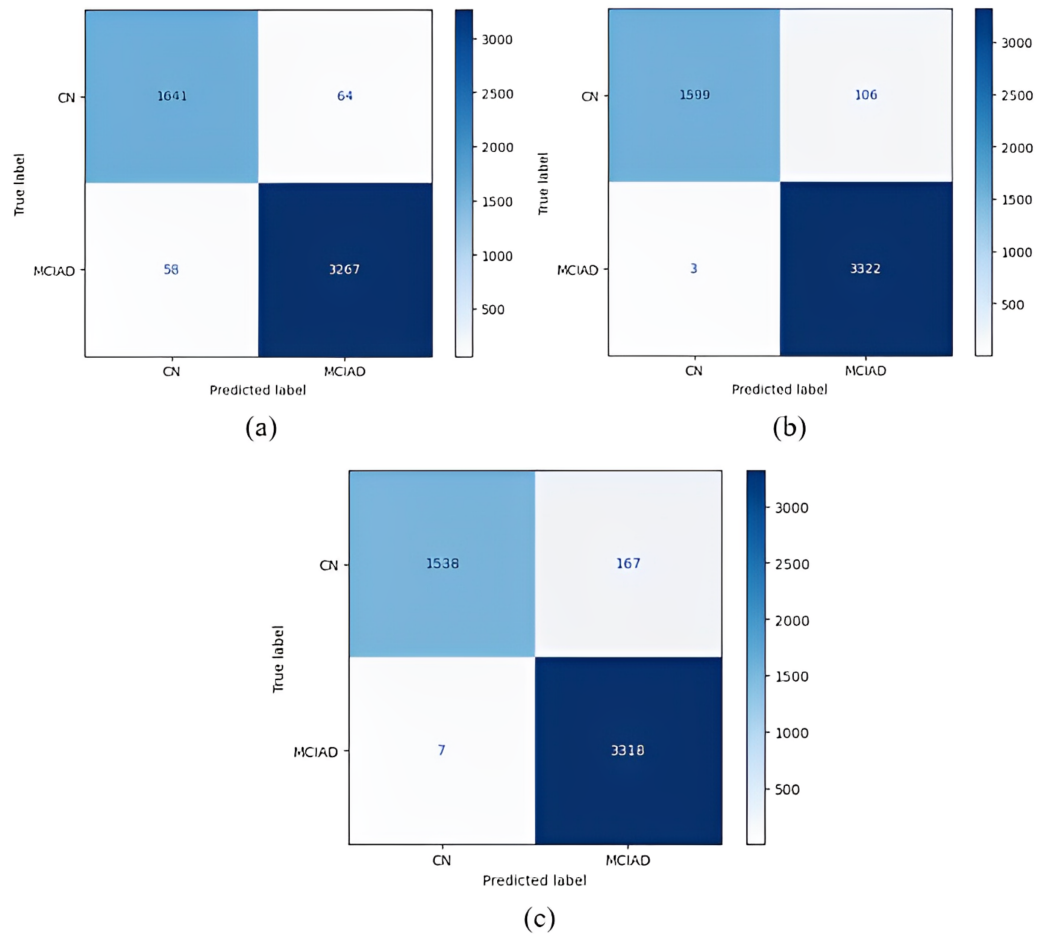 CN
1641
64
True label
MCIAD
58
3267
CN
MCIAD
Predicted label
3000
2500
2000
1500
1000
500
(a)
CN
1599
106
True label
MCIAD
3
3322
CN
MCIAD
Predicted label
3000
2500
2000
1500
1000
500
(b)
CN
1538
167
True label
MCIAD
7
3318
CN
MCIAD
Predicted label
3000
2500
2000
1500
1000
500
(c)